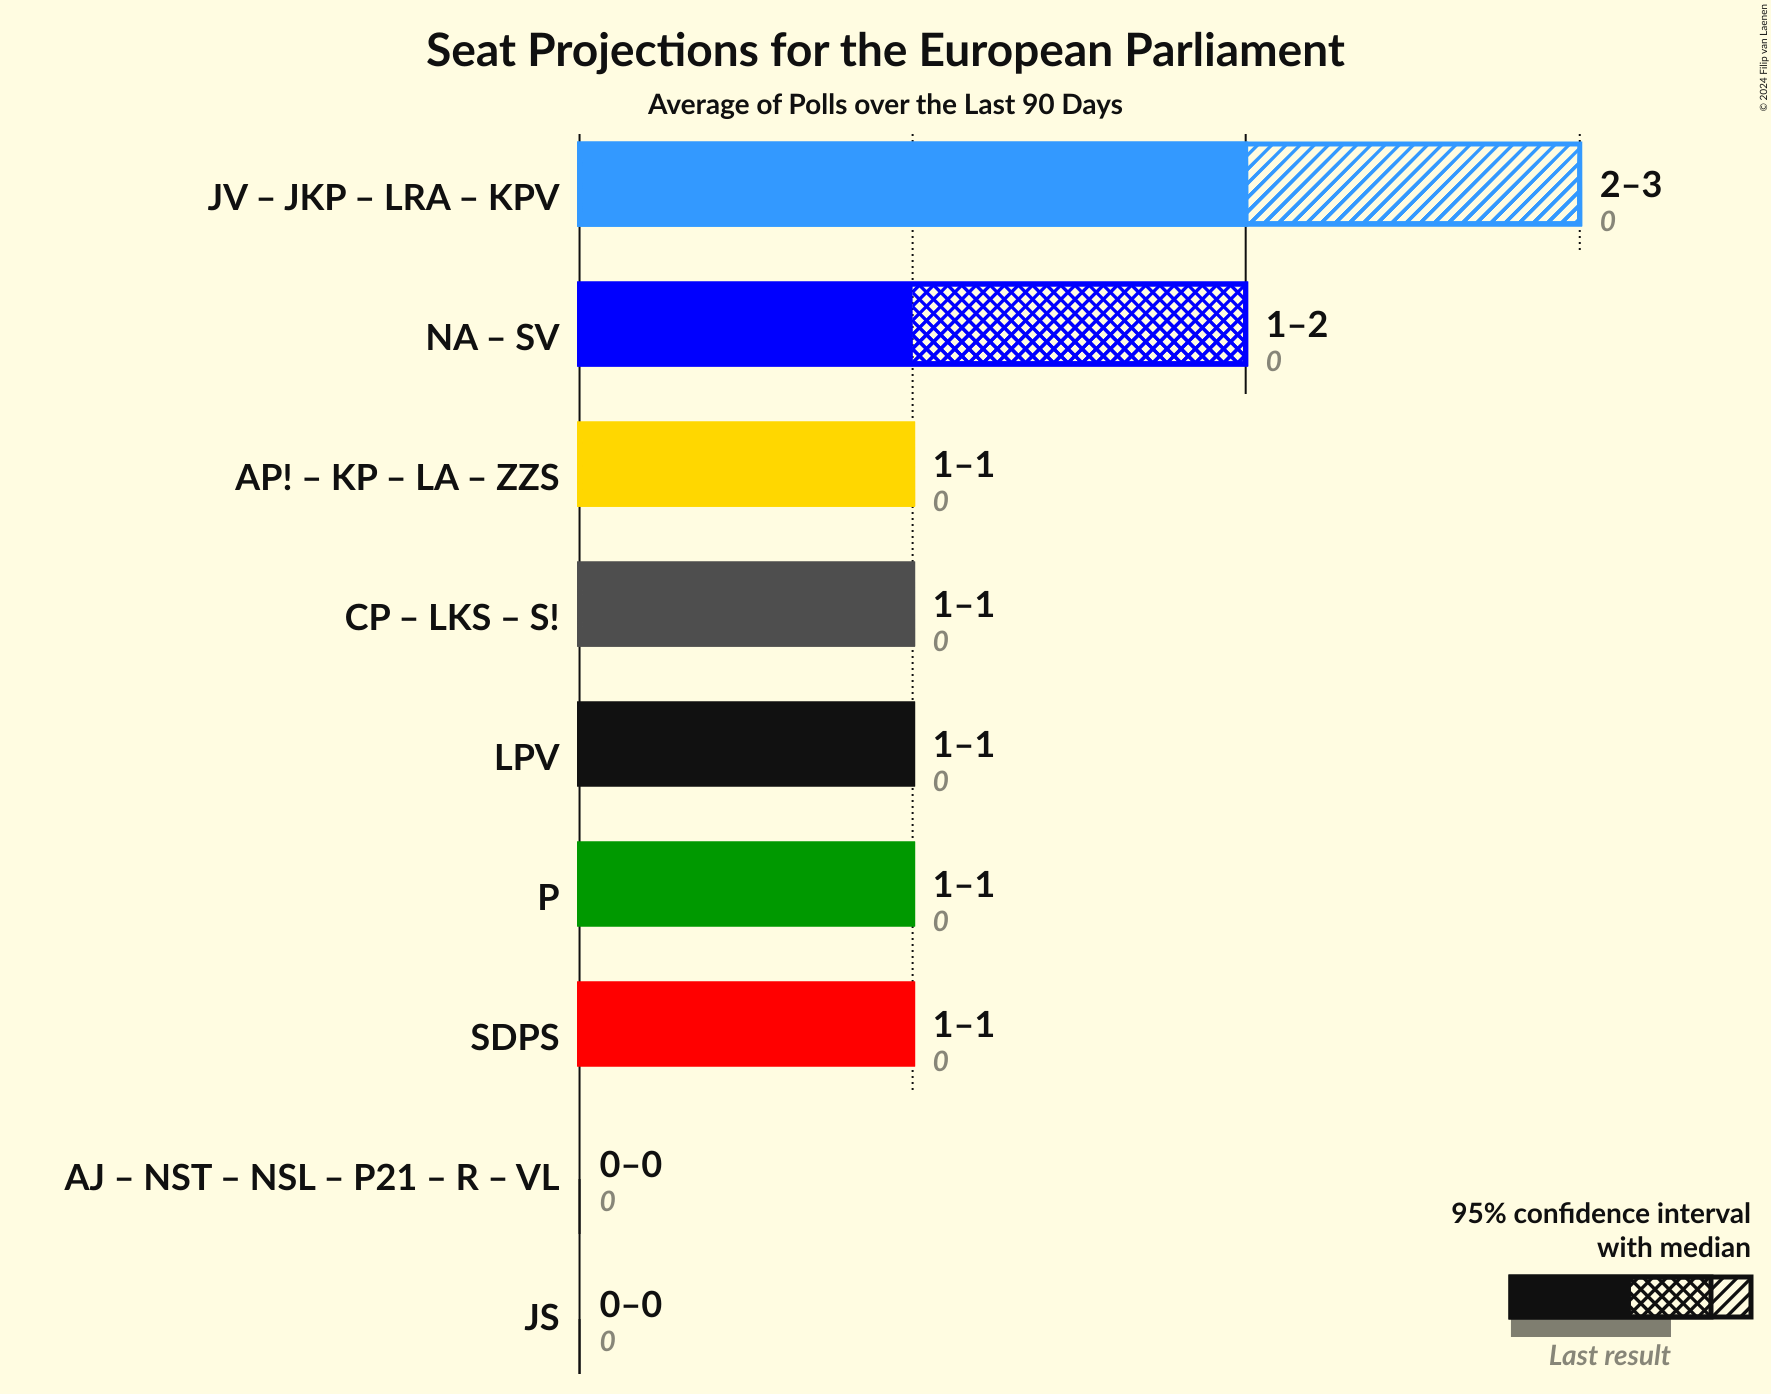 Seat Projections for the European Parliament
Average of Polls over the Last 90 Days
© 2024 Filip van Laenen
JV – JKP – LRA – KPV
2–3
0
NA – SV
1–2
0
AP! – KP – LA – ZZS
1–1
0
CP – LKS – S!
1–1
0
LPV
1–1
0
P
1–1
0
SDPS
1–1
0
AJ – NST – NSL – P21 – R – VL
0–0
0
JS
0–0
0
95% confidence interval
with median
Last result